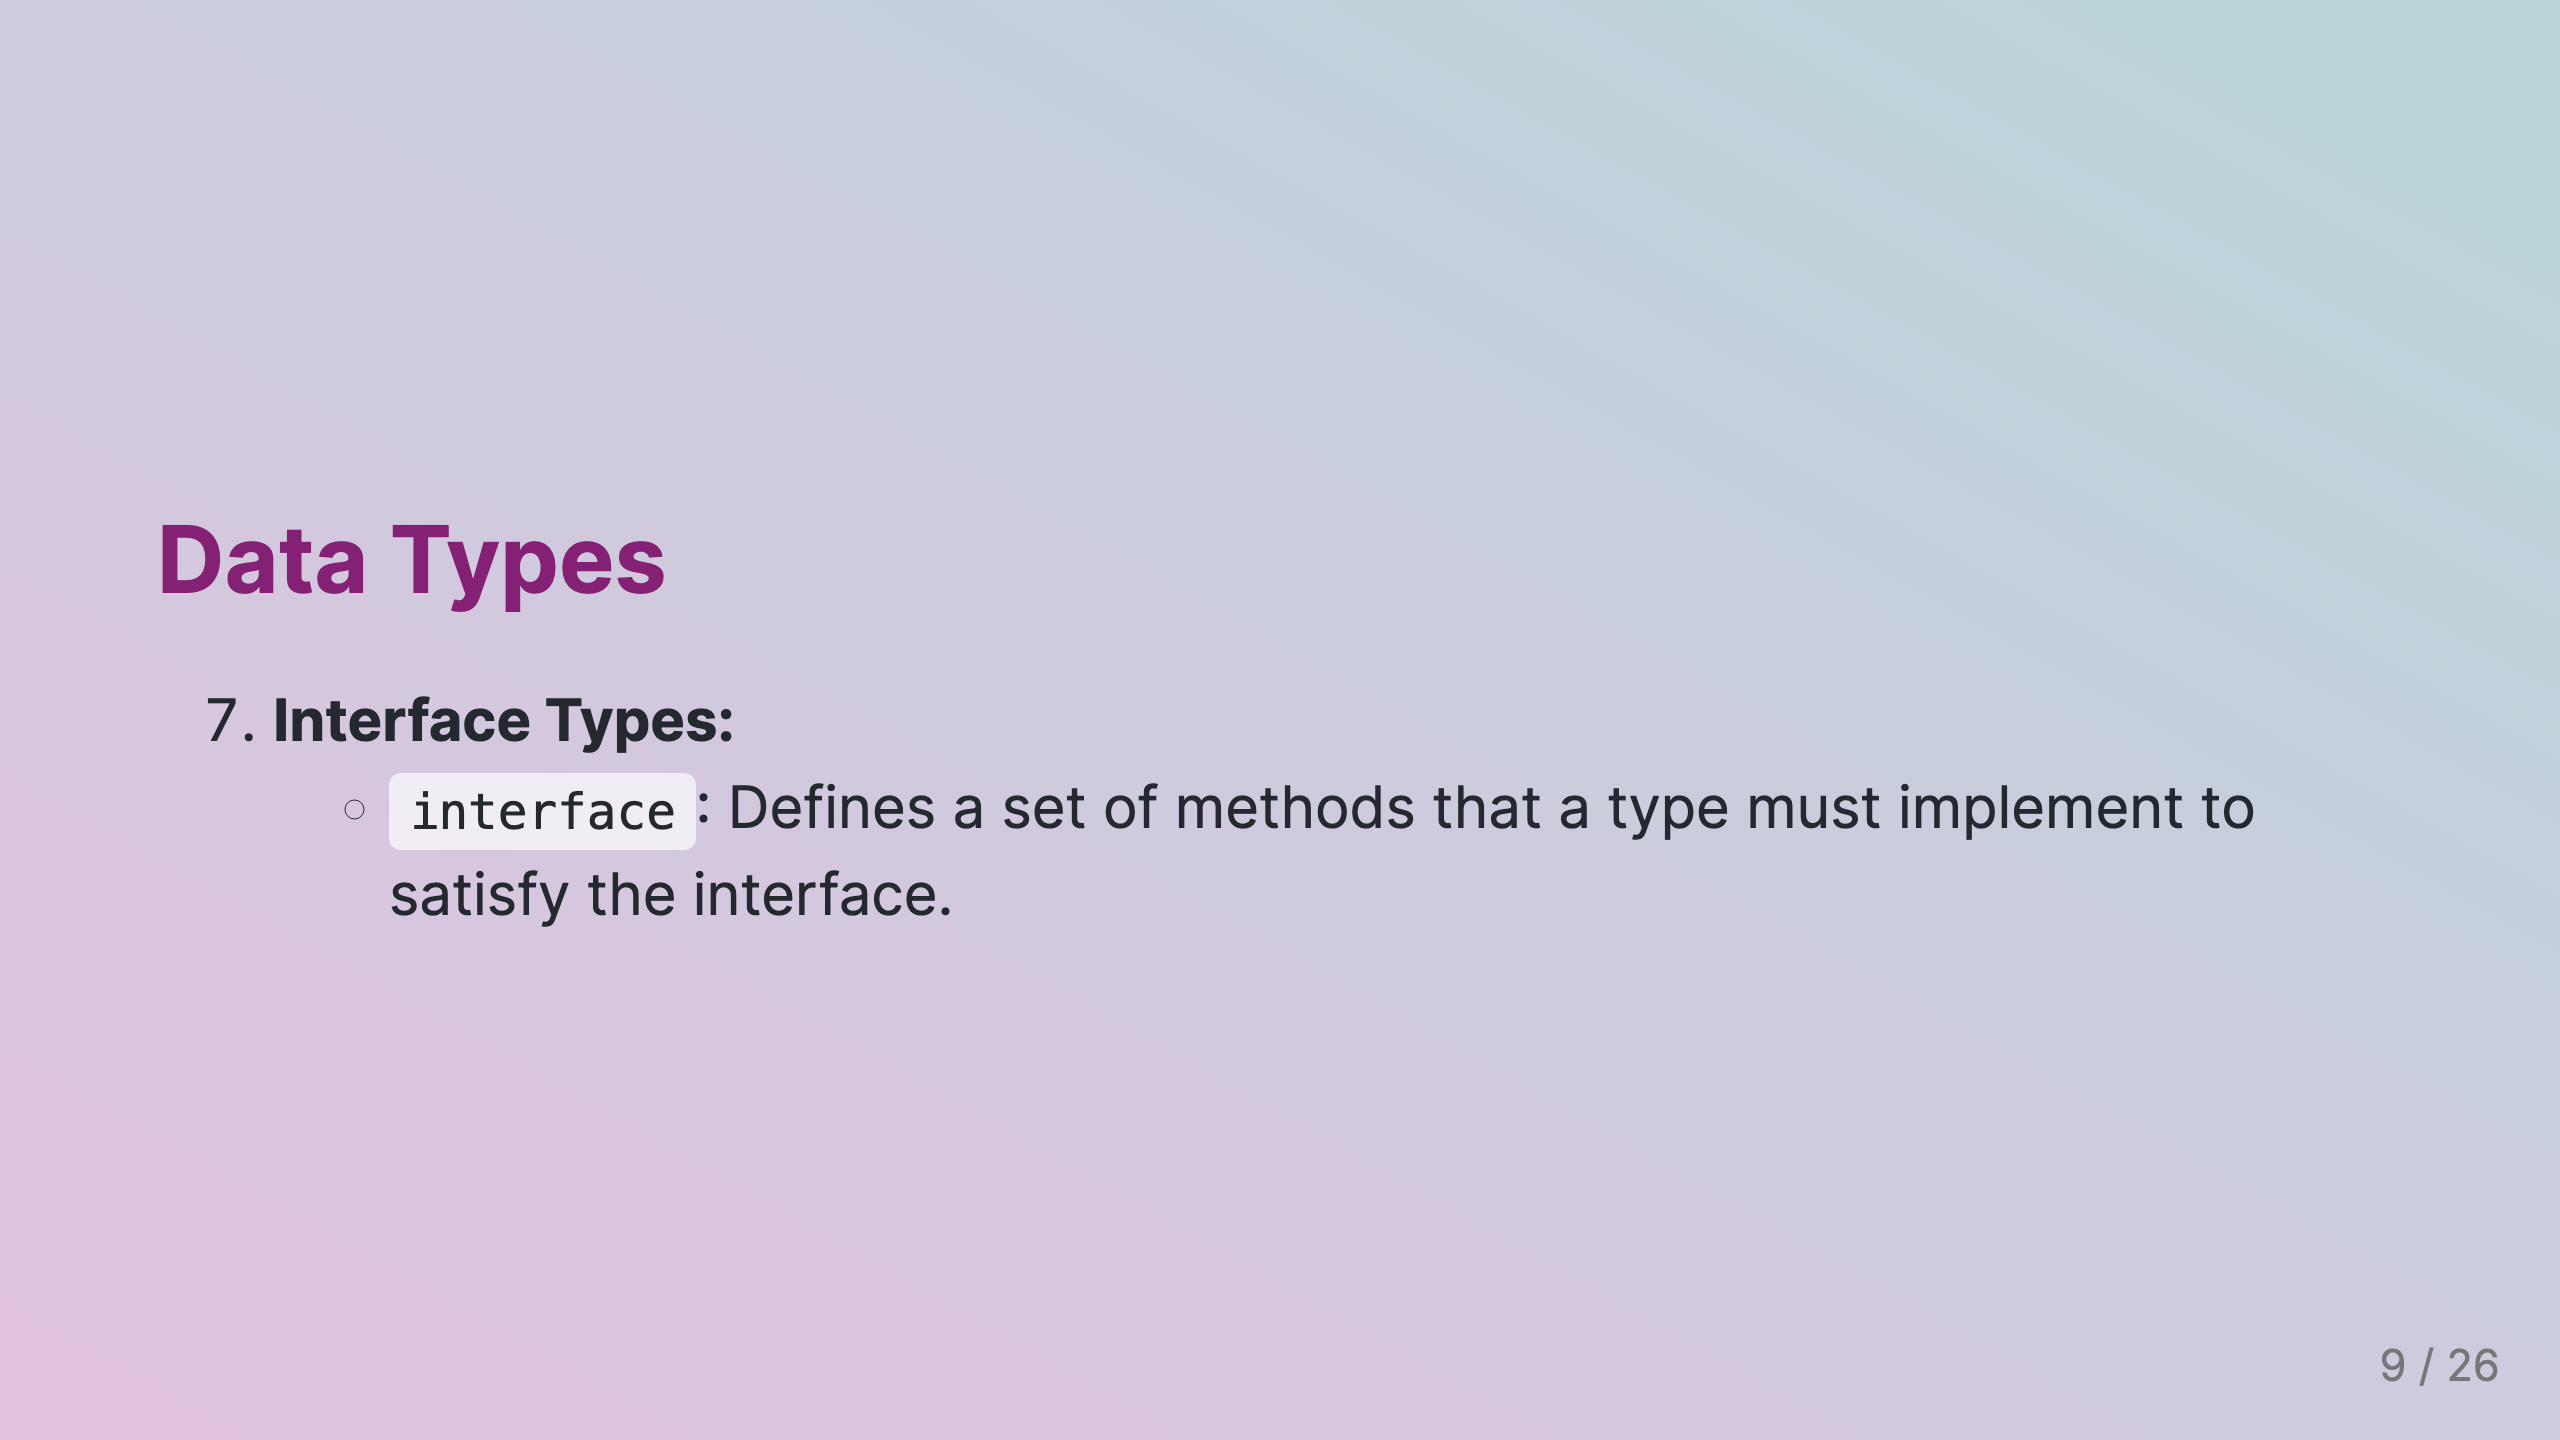 Data Types
7. Interface Types:
○ interface: Defines a set of methods that a type must implement to
satisfy the interface.
9 / 26